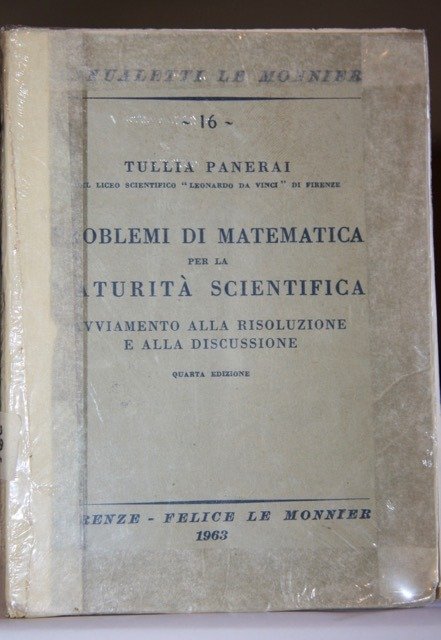 NUALETTI LE MONNIER
~ 16 ~
TULLIA PANERAI
EL LICEO SCIENTIFICO "LEONARDO DA VINCI" DI FIRENZE
OBLEMI DI MATEMATICA
PER LA
ATURITÀ SCIENTIFICA
VVIAMENTO ALLA RISOLUZIONE
E ALLA DISCUSSIONE
QUARTA EDIZIONE
RENZE - FELICE LE MONNIER
1963